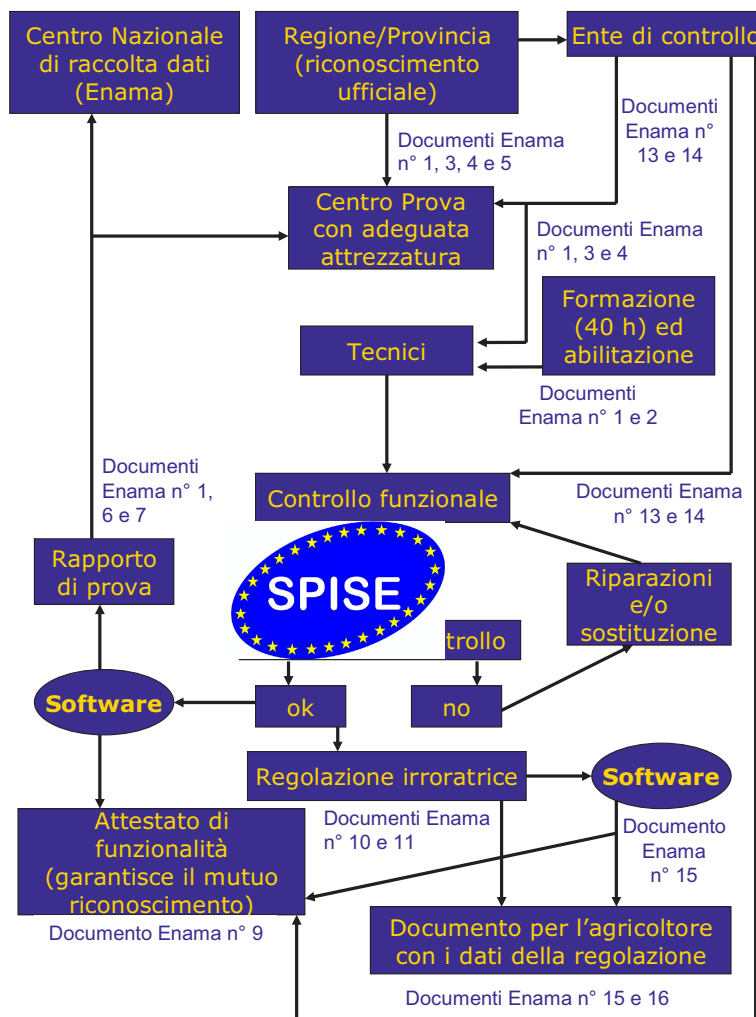 Centro Nazionale
di raccolta dati
(Enama)
Regione/Provincia
(riconoscimento
ufficiale)
Ente di controllo
Documenti Enama
n° 1, 3, 4 e 5
Documenti
Enama n°
13 e 14
Centro Prova
con adeguata
attrezzatura
Documenti Enama
n° 1, 3 e 4
Formazione
(40 h) ed
abilitazione
Tecnici
Documenti
Enama n° 1 e 2
Documenti
Enama n° 1,
6 e 7
Controllo funzionale
Documenti Enama
n° 13 e 14
Rapporto
di prova
SPISE
Riparazioni
e/o
sostituzione
trollo
Software
ok
no
Regolazione irroratrice
Software
Attestato di
funzionalità
(garantisce il mutuo
riconoscimento)
Documenti Enama
n° 10 e 11
Documento
Enama
n° 15
Documento Enama n° 9
Documento per l'agricoltore
con i dati della regolazione
Documenti Enama n° 15 e 16